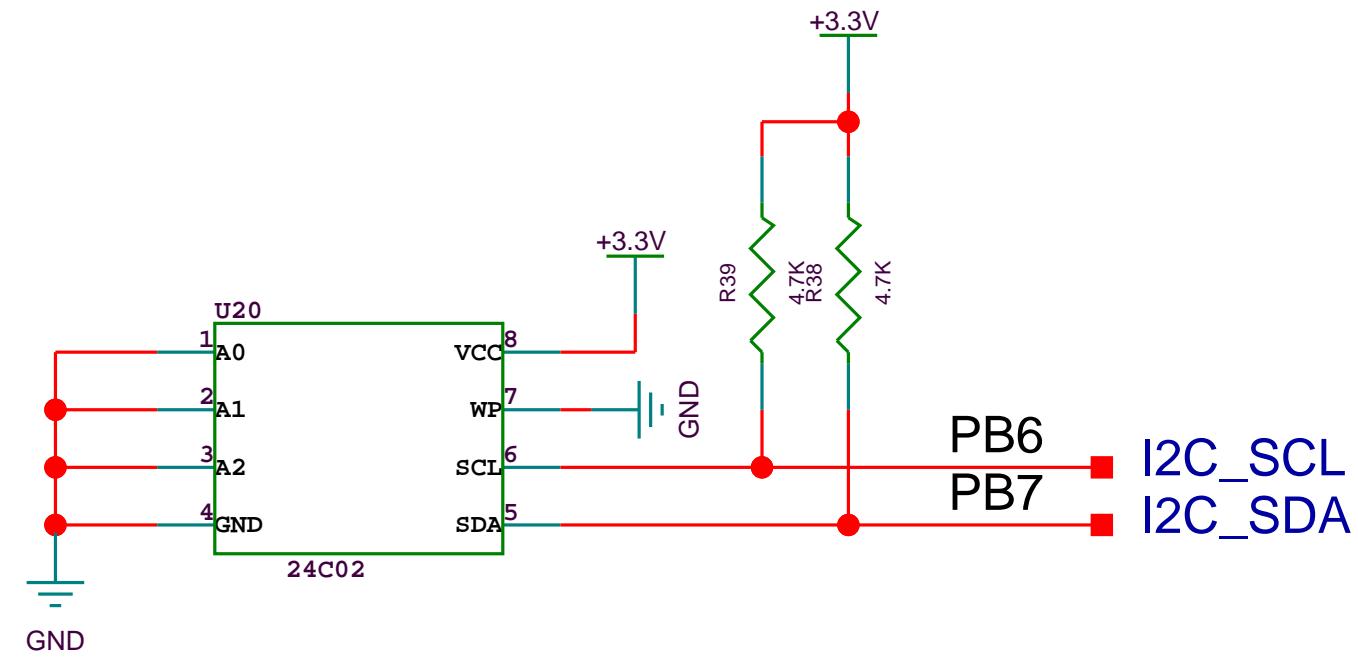 +3.3V
+3.3V
R39
4.7K
R38
4.7K
U20
1 A0 VCC 8
2 A1 WP 7
GND
3 A2 SCL 6
PB6 I2C_SCL
4 GND SDA 5
PB7 I2C_SDA
24C02
GND